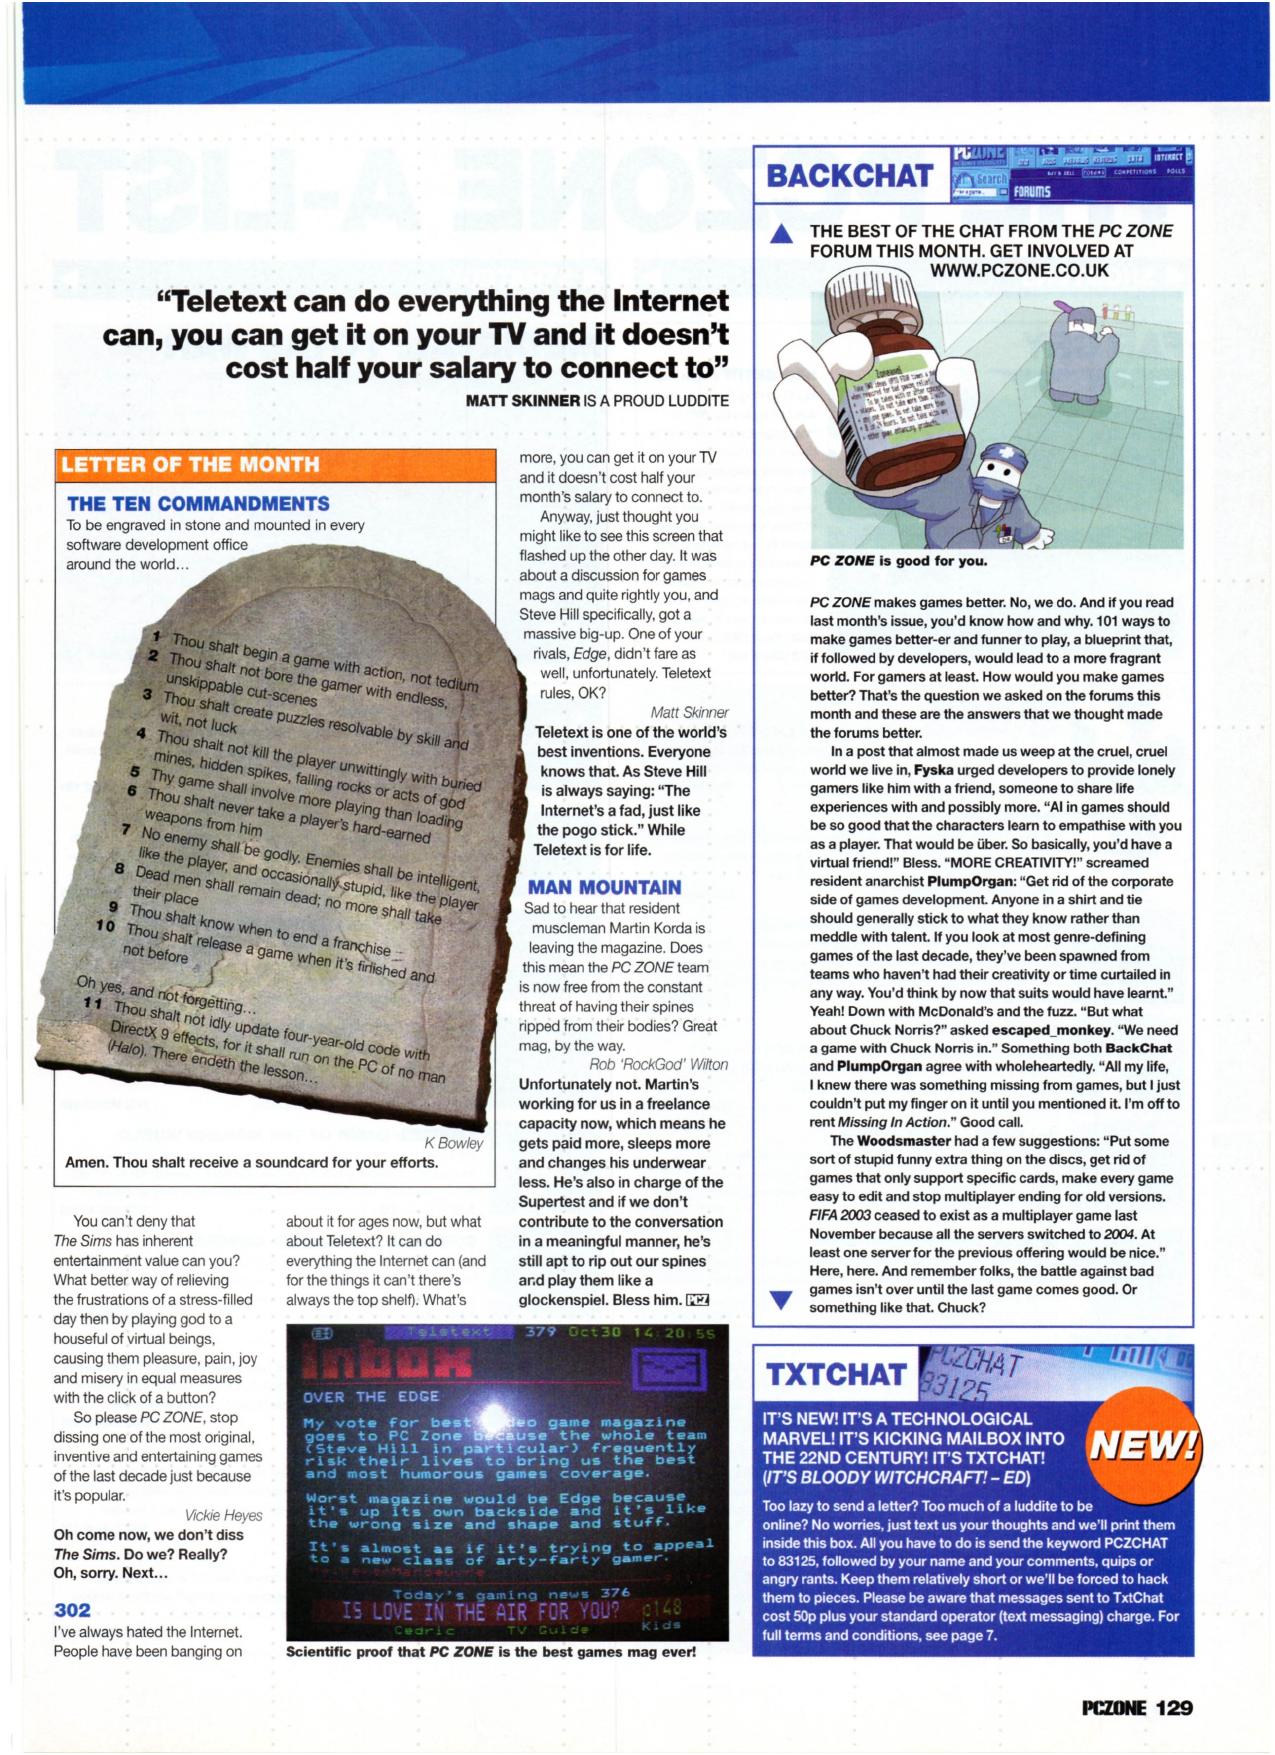 "Teletext can do everything the Internet
can, you can get it on your TV and it doesn't
cost half your salary to connect to"
MATT SKINNER IS A PROUD LUDDITE
LETTER OF THE MONTH
THE TEN COMMANDMENTS
To be engraved in stone and mounted in every
software development office
around the world...
1 Thou shalt begin a game with action, not tedium
2 Thou shalt not bore the gamer with endless,
unskippable cut-scenes
3 Thou shalt create puzzles resolvable by skill and
wit, not luck
4 Thou shalt not kill the player unwittingly with buried
mines, hidden spikes, falling rocks or acts of god
5 Thy game shall involve more playing than loading
6 Thou shalt never take a player's hard-earned
weapons from him
7 No enemy shall be godly. Enemies shall be intelligent,
like the player, and occasionally stupid, like the player
8 Dead men shall remain dead; no more shall take
their place
9 Thou shalt know when to end a franchise –
10 Thou shalt release a game when it's finished and
not before
Oh yes, and not forgetting...
11 Thou shalt not idly update four-year-old code with
DirectX 9 effects, for it shall run on the PC of no man
(Halo). There endeth the lesson...
K Bowley
Amen. Thou shalt receive a soundcard for your efforts.
You can't deny that
The Sims has inherent
entertainment value can you?
What better way of relieving
the frustrations of a stress-filled
day then by playing god to a
houseful of virtual beings,
causing them pleasure, pain, joy
and misery in equal measures
with the click of a button?
So please PC ZONE, stop
dissing one of the most original,
inventive and entertaining games
of the last decade just because
it's popular.
Vickie Heyes
Oh come now, we don't diss
The Sims. Do we? Really?
Oh, sorry. Next...
302
I've always hated the Internet.
People have been banging on
about it for ages now, but what
about Teletext? It can do
everything the Internet can (and
for the things it can't there's
always the top shelf). What's
more, you can get it on your TV
and it doesn't cost half your
month's salary to connect to.
Anyway, just thought you
might like to see this screen that
flashed up the other day. It was
about a discussion for games
mags and quite rightly you, and
Steve Hill specifically, got a
massive big-up. One of your
rivals, Edge, didn't fare as
well, unfortunately. Teletext
rules, OK?
Matt Skinner
Teletext is one of the world's
best inventions. Everyone
knows that. As Steve Hill
is always saying: "The
Internet's a fad, just like
the pogo stick." While
Teletext is for life.
MAN MOUNTAIN
Sad to hear that resident
muscleman Martin Korda is
leaving the magazine. Does
this mean the PC ZONE team
is now free from the constant
threat of having their spines
ripped from their bodies? Great
mag, by the way.
Rob 'RockGod' Wilton
Unfortunately not. Martin's
working for us in a freelance
capacity now, which means he
gets paid more, sleeps more
and changes his underwear
less. He's also in charge of the
Supertest and if we don't
contribute to the conversation
in a meaningful manner, he's
still apt to rip out our spines
and play them like a
glockenspiel. Bless him. PCZ
Teletext 379 Oct30 14:20:55
Inbox
OVER THE EDGE
My vote for best video game magazine
goes to PC Zone because the whole team
(Steve Hill in particular) frequently
risk their lives to bring us the best
and most humorous games coverage.
Worst magazine would be Edge because
it's up its own backside and it's like
the wrong size and shape and stuff.
It's almost as if it's trying to appeal
to a new class of arty-farty gamer.
Today's gaming news 376
IS LOVE IN THE AIR FOR YOU? p148
Cedric TV Guide Kids
Scientific proof that PC ZONE is the best games mag ever!
BACKCHAT
PCZONE
INTERACT
BUY & SELL FORUMS COMPETITIONS POLLS
Search
FORUMS
THE BEST OF THE CHAT FROM THE PC ZONE
FORUM THIS MONTH. GET INVOLVED AT
WWW.PCZONE.CO.UK
PC ZONE is good for you.
PC ZONE makes games better. No, we do. And if you read
last month's issue, you'd know how and why. 101 ways to
make games better-er and funner to play, a blueprint that,
if followed by developers, would lead to a more fragrant
world. For gamers at least. How would you make games
better? That's the question we asked on the forums this
month and these are the answers that we thought made
the forums better.
In a post that almost made us weep at the cruel, cruel
world we live in, Fyska urged developers to provide lonely
gamers like him with a friend, someone to share life
experiences with and possibly more. "AI in games should
be so good that the characters learn to empathise with you
as a player. That would be über. So basically, you'd have a
virtual friend!" Bless. "MORE CREATIVITY!" screamed
resident anarchist PlumpOrgan: "Get rid of the corporate
side of games development. Anyone in a shirt and tie
should generally stick to what they know rather than
meddle with talent. If you look at most genre-defining
games of the last decade, they've been spawned from
teams who haven't had their creativity or time curtailed in
any way. You'd think by now that suits would have learnt."
Yeah! Down with McDonald's and the fuzz. "But what
about Chuck Norris?" asked escaped_monkey. "We need
a game with Chuck Norris in." Something both BackChat
and PlumpOrgan agree with wholeheartedly. "All my life,
I knew there was something missing from games, but I just
couldn't put my finger on it until you mentioned it. I'm off to
rent Missing In Action." Good call.
The Woodsmaster had a few suggestions: "Put some
sort of stupid funny extra thing on the discs, get rid of
games that only support specific cards, make every game
easy to edit and stop multiplayer ending for old versions.
FIFA 2003 ceased to exist as a multiplayer game last
November because all the servers switched to 2004. At
least one server for the previous offering would be nice."
Here, here. And remember folks, the battle against bad
games isn't over until the last game comes good. Or
something like that. Chuck?
TXTCHAT
PCZCHAT
83125
NEW!
IT'S NEW! IT'S A TECHNOLOGICAL
MARVEL! IT'S KICKING MAILBOX INTO
THE 22ND CENTURY! IT'S TXTCHAT!
(IT'S BLOODY WITCHCRAFT! – ED)
Too lazy to send a letter? Too much of a luddite to be
online? No worries, just text us your thoughts and we'll print them
inside this box. All you have to do is send the keyword PCZCHAT
to 83125, followed by your name and your comments, quips or
angry rants. Keep them relatively short or we'll be forced to hack
them to pieces. Please be aware that messages sent to TxtChat
cost 50p plus your standard operator (text messaging) charge. For
full terms and conditions, see page 7.
PCZONE 129